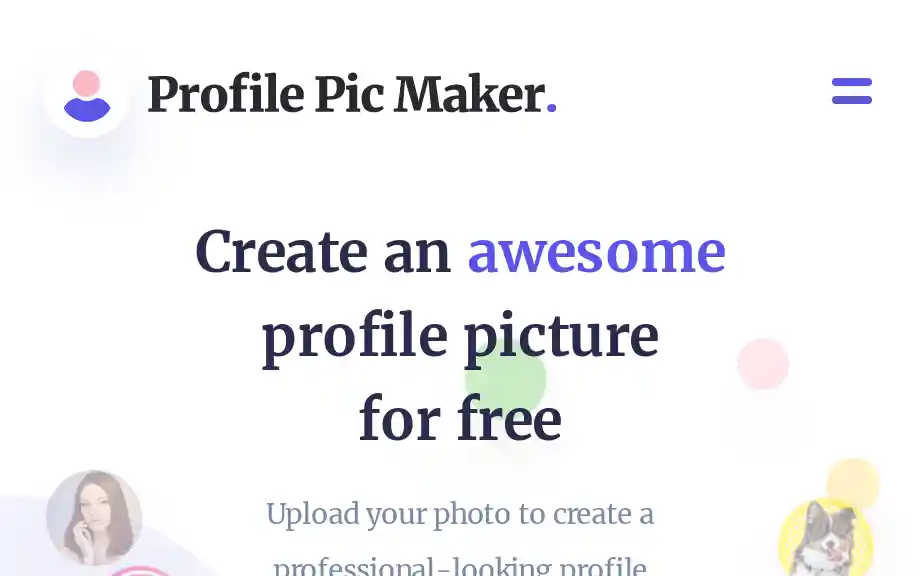 Profile Pic Maker.
Create an awesome
profile picture
for free
Upload your photo to create a
professional-looking profile